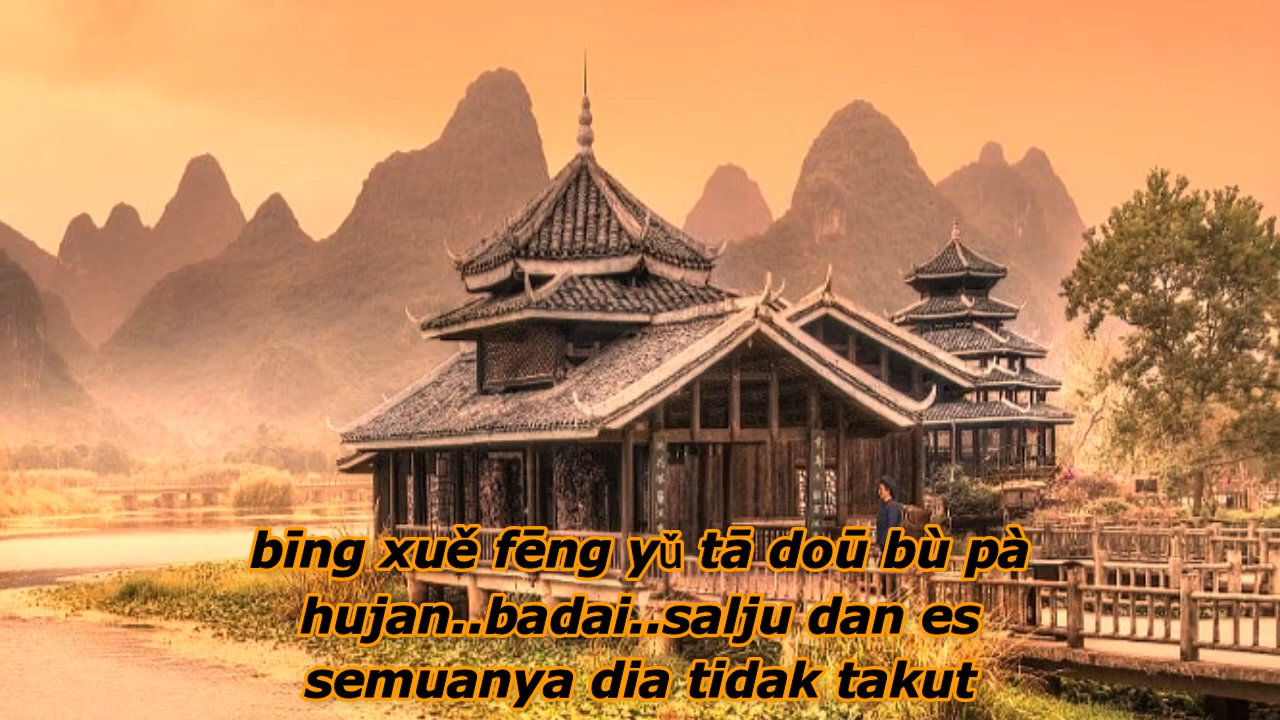 bīng xuě fēng yǔ tā doū bù pà
hujan..badai..salju dan es
semuanya dia tidak takut